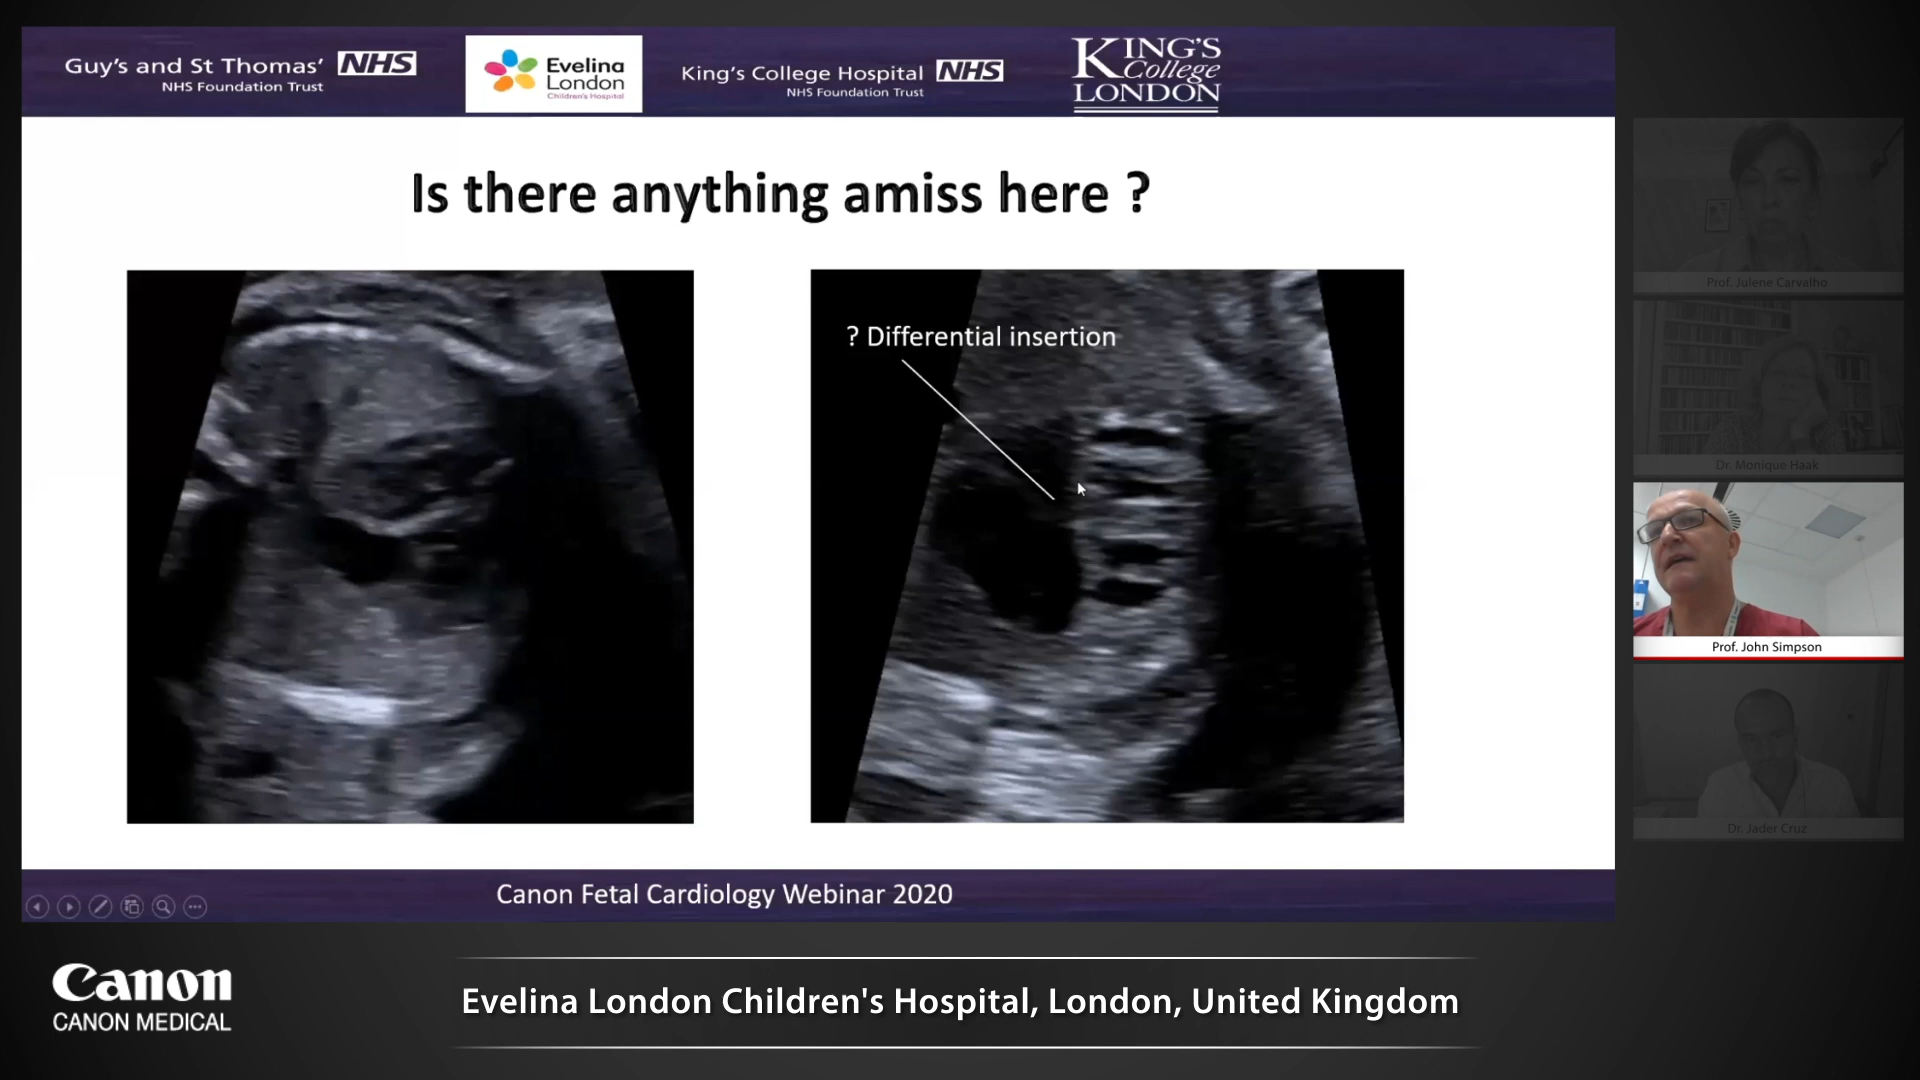 Guy's and St Thomas' NHS
NHS Foundation Trust
Evelina
London
Children's Hospital
King's College Hospital NHS
NHS Foundation Trust
KING'S
College
LONDON
Is there anything amiss here ?
? Differential insertion
Prof. Julene Carvalho
Dr. Monique Haak
Prof. John Simpson
Dr. Jader Cruz
Canon Fetal Cardiology Webinar 2020
Canon
CANON MEDICAL
Evelina London Children's Hospital, London, United Kingdom